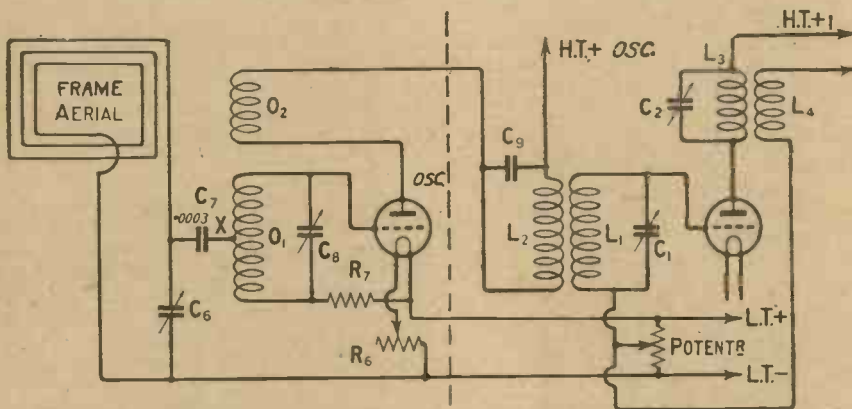 FRAME
AERIAL
C6
C7
·0003
X
O2
O1
C8
OSC.
R7
R6
H.T.+ OSC.
C9
L2
L1
C1
H.T.+1
L3
C2
L4
L.T.+
POTENTR
L.T.-